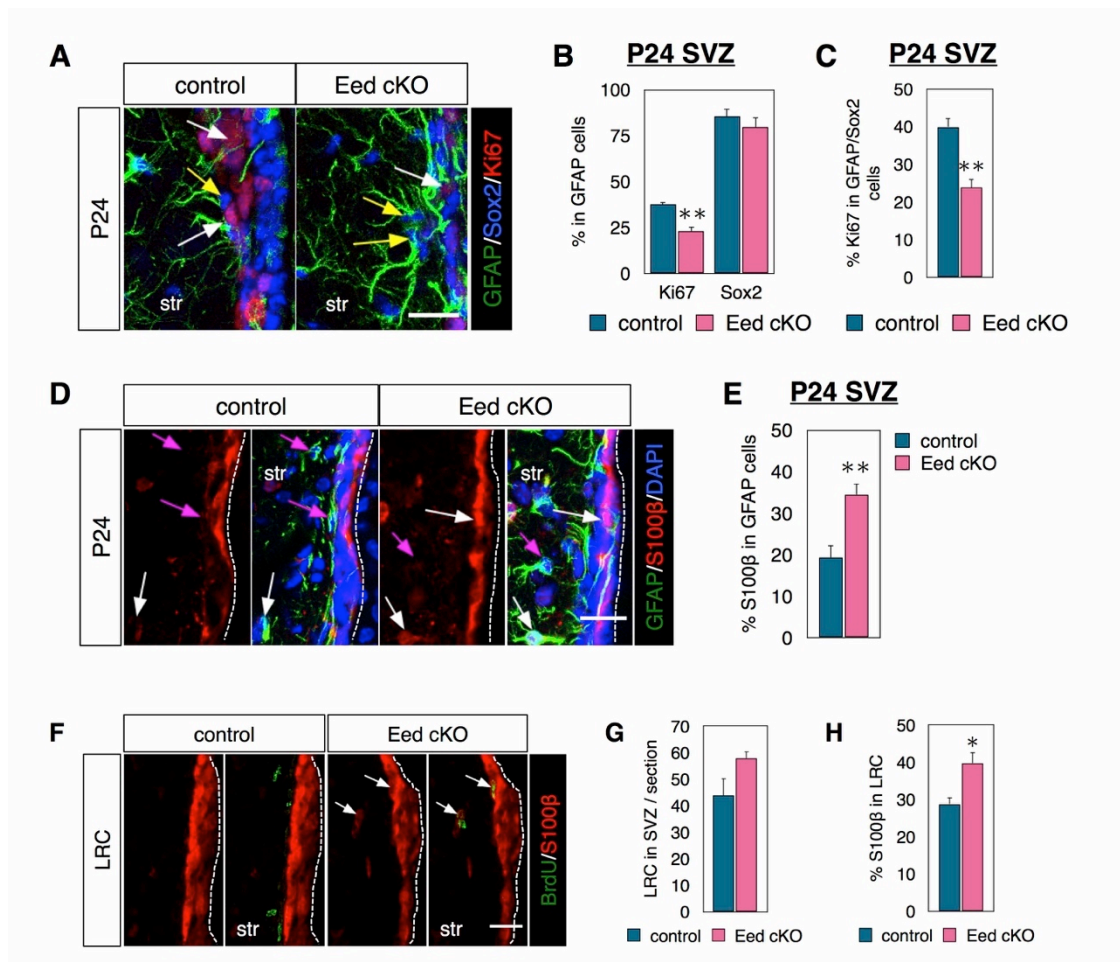 A
control
Eed cKO
P24
str
str
GFAP/Sox2/Ki67
B
P24 SVZ
% in GFAP cells
100
75
50
25
0
**
Ki67
Sox2
control
Eed cKO
C
P24 SVZ
% Ki67 in GFAP/Sox2
cells
50
40
30
20
10
0
**
control
Eed cKO
D
control
Eed cKO
P24
str
str
GFAP/S100β/DAPI
E
P24 SVZ
% S100β in GFAP cells
50
40
30
20
10
0
**
control
Eed cKO
F
control
Eed cKO
LRC
str
str
BrdU/S100β
G
LRC in SVZ / section
70
60
50
40
30
20
10
0
control
Eed cKO
H
% S100β in LRC
50
40
30
20
10
0
*
control
Eed cKO